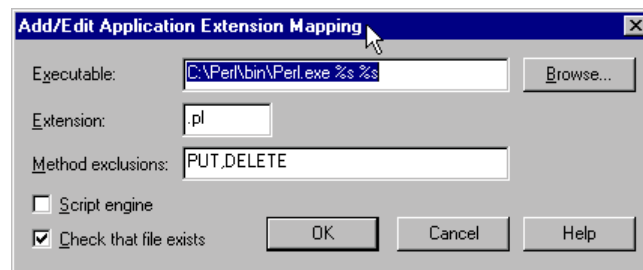 Add/Edit Application Extension Mapping
Executable: C:\Perl\bin\Perl.exe %s %s Browse...
Extension: .pl
Method exclusions: PUT,DELETE
Script engine
Check that file exists OK Cancel Help